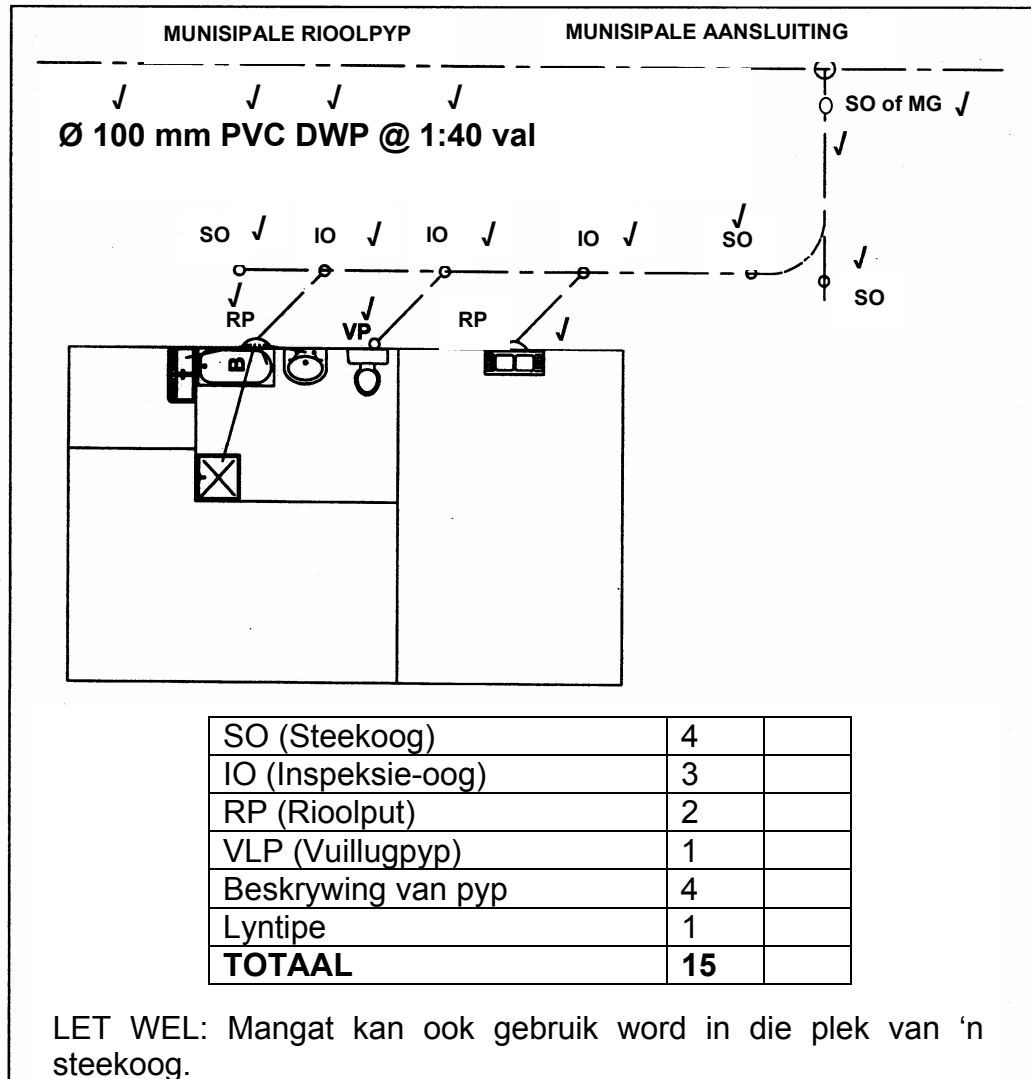 MUNISIPALE RIOOLPYP MUNISIPALE AANSLUITING
√ √ √ √ SO of MG √
Ø 100 mm PVC DWP @ 1:40 val √
SO √ IO √ IO √ IO √ √ SO
√ SO
√ RP √ VP RP √
B
SO (Steekoog) 4
IO (Inspeksie-oog) 3
RP (Rioolput) 2
VLP (Vuillugpyp) 1
Beskrywing van pyp 4
Lyntipe 1
TOTAAL 15
LET WEL: Mangat kan ook gebruik word in die plek van ‘n
steekoog.